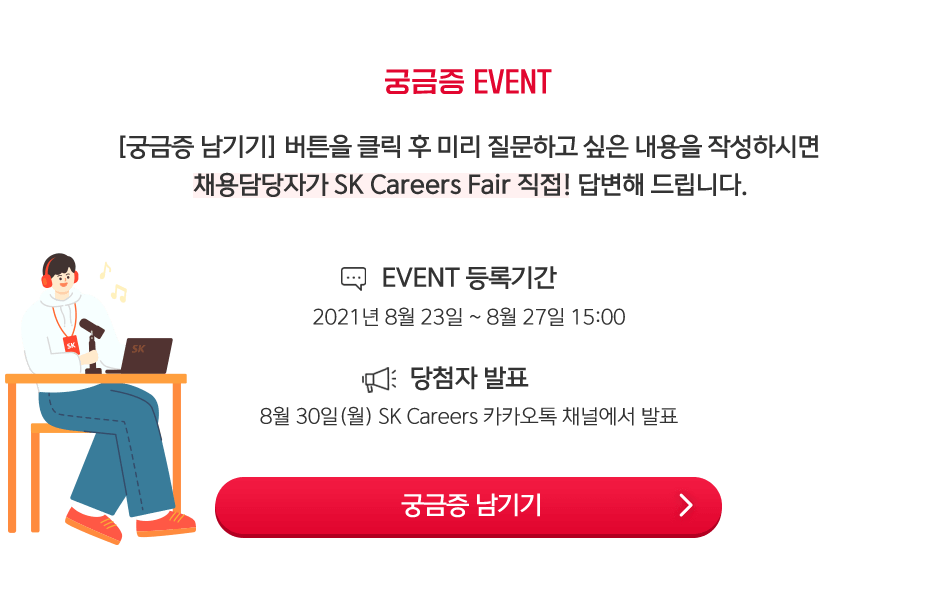 궁금증 EVENT
[궁금증 남기기] 버튼을 클릭 후 미리 질문하고 싶은 내용을 작성하시면
채용담당자가 SK Careers Fair 직접! 답변해 드립니다.
EVENT 등록기간
2021년 8월 23일 ~ 8월 27일 15:00
SK
SK
당첨자 발표
8월 30일(월) SK Careers 카카오톡 채널에서 발표
궁금증 남기기